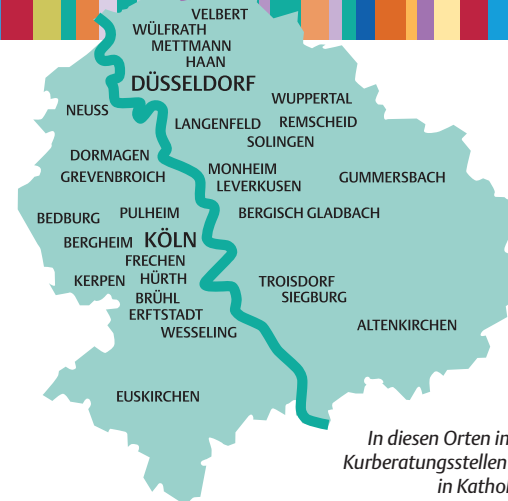 VELBERT
WÜLFRATH
METTMANN
HAAN
DÜSSELDORF
WUPPERTAL
NEUSS
LANGENFELD REMSCHEID
SOLINGEN
DORMAGEN
MONHEIM
GREVENBROICH
LEVERKUSEN
GUMMERSBACH
BEDBURG PULHEIM BERGISCH GLADBACH
BERGHEIM KÖLN
FRECHEN
KERPEN HÜRTH TROISDORF
BRÜHL SIEGBURG
ERFTSTADT
WESSELING
ALTENKIRCHEN
EUSKIRCHEN
In diesen Orten in
Kurberatungsstellen
in Kathol